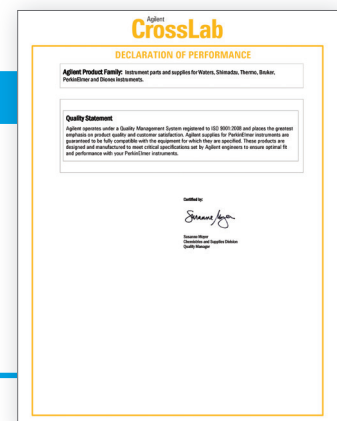 Agilent
CrossLab
DECLARATION OF PERFORMANCE
Agilent Product Family: Instrument parts and supplies for Waters, Shimadzu, Thermo, Bruker,
PerkinElmer and Dionex instruments.
Quality Statement
Agilent operates under a Quality Management System registered to ISO 9001:2008 and places the greatest
emphasis on product quality and customer satisfaction. Agilent supplies for PerkinElmer instruments are
guaranteed to be fully compatible with the equipment for which they are specified. These products are
designed and manufactured to meet critical specifications set by Agilent engineers to ensure optimal fit
and performance with your PerkinElmer instruments.
Certified by:
Suzanne Mayer
Chemistries and Supplies Division
Quality Manager